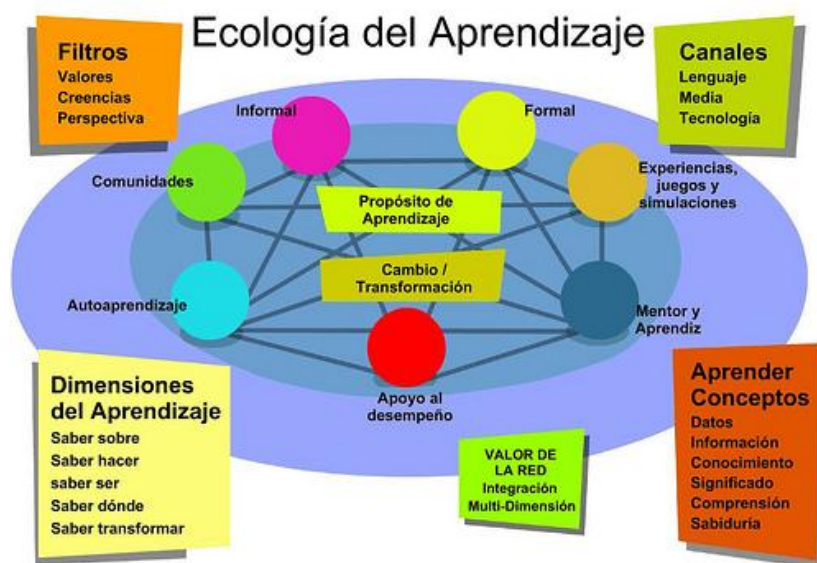 Ecología del Aprendizaje
Filtros
Valores
Creencias
Perspectiva
Canales
Lenguaje
Media
Tecnología
Informal
Formal
Comunidades
Experiencias,
juegos y
simulaciones
Propósito de
Aprendizaje
Cambio /
Transformación
Autoaprendizaje
Mentor y
Aprendiz
Apoyo al
desempeño
Dimensiones
del Aprendizaje
Saber sobre
Saber hacer
saber ser
Saber dónde
Saber transformar
VALOR DE
LA RED
Integración
Multi-Dimensión
Aprender
Conceptos
Datos
Información
Conocimiento
Significado
Comprensión
Sabiduría